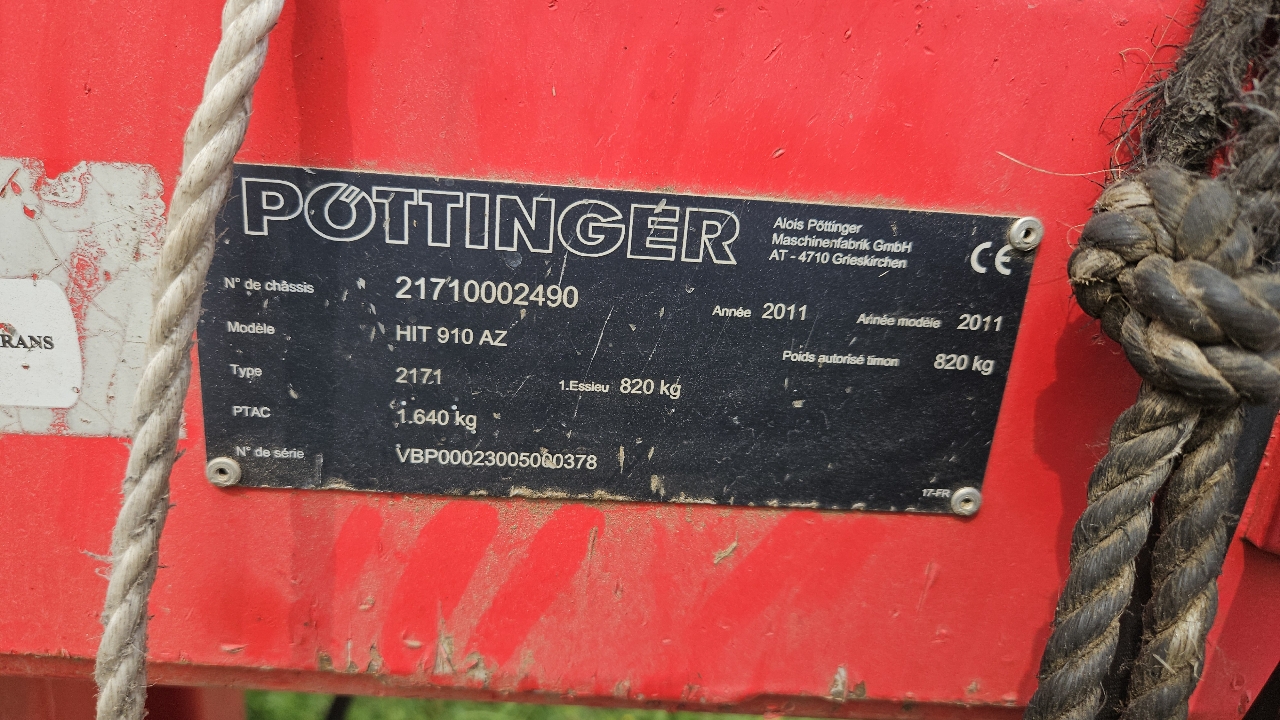 PÖTTINGER
Alois Pöttinger
Maschinenfabrik GmbH
AT - 4710 Grieskirchen
CE
N° de châssis 21710002490
Année 2011 Année modèle 2011
Modèle HIT 910 AZ
Poids autorisé timon 820 kg
Type 2171 1.Essieu 820 kg
PTAC 1.640 kg
N° de série VBP00023005000378
17-FR
RANS